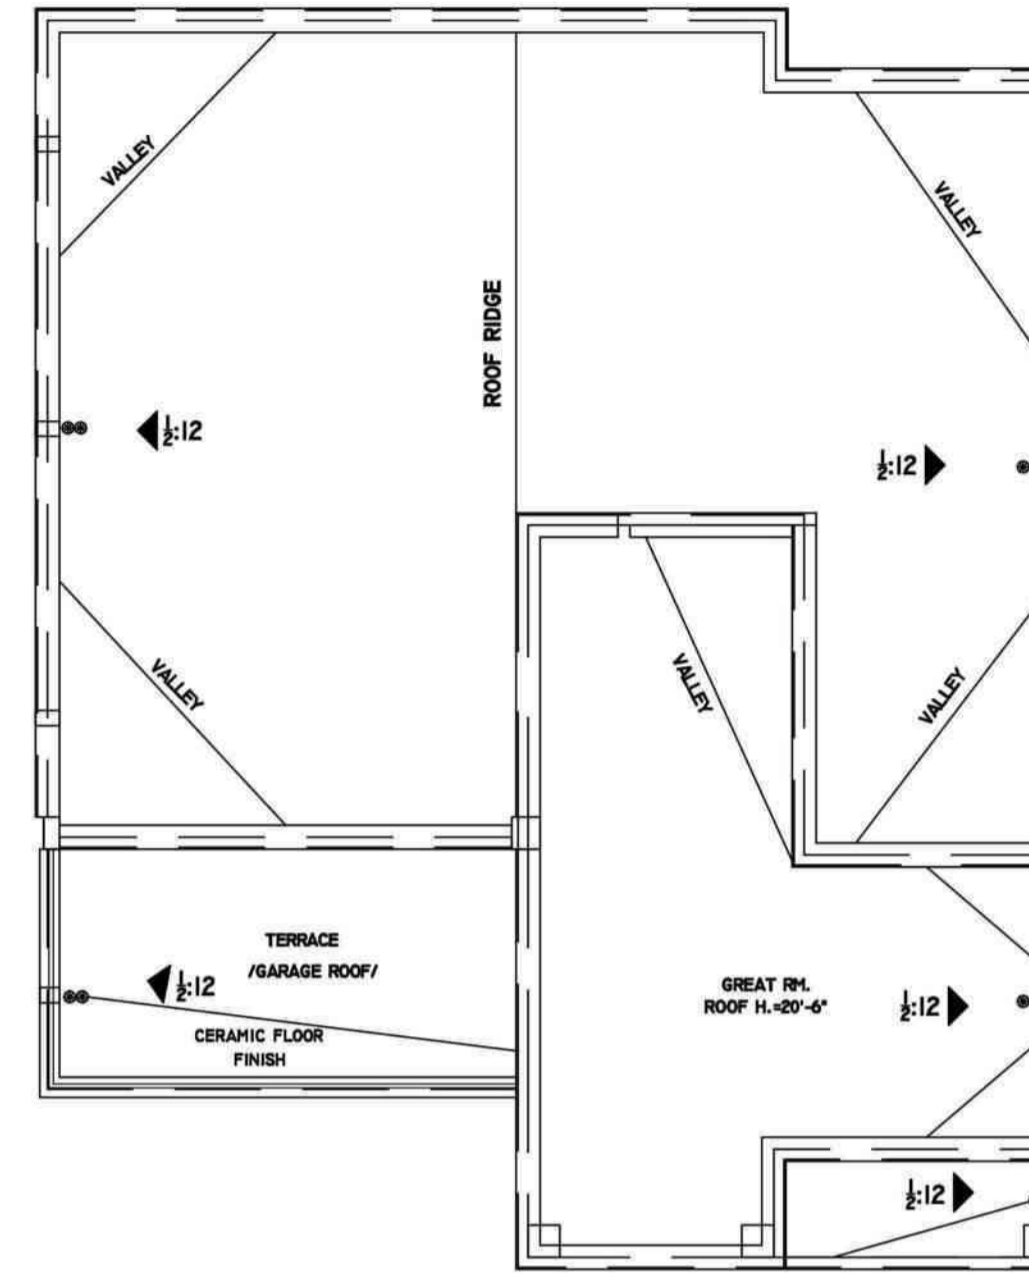 VALLEY
VALLEY
ROOF RIDGE
½:12
½:12
VALLEY
VALLEY
VALLEY
TERRACE
/GARAGE ROOF/
½:12
CERAMIC FLOOR
FINISH
GREAT RM.
ROOF H.=20'-6"
½:12
½:12